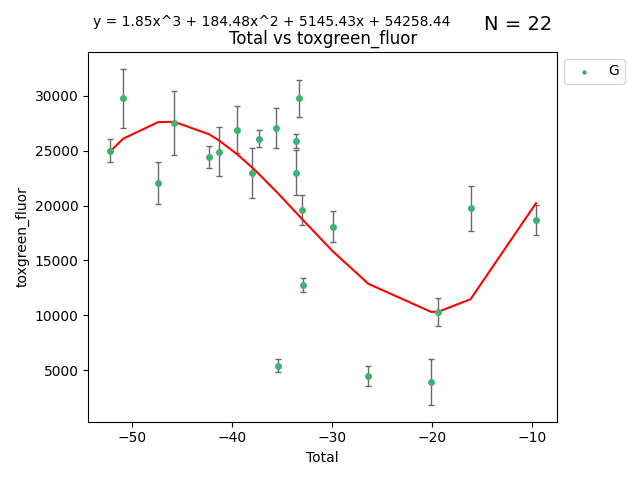 y = 1.85x^3 + 184.48x^2 + 5145.43x + 54258.44
N = 22
Total vs toxgreen_fluor
G
30000
25000
20000
15000
10000
5000
toxgreen_fluor
−50
−40
−30
−20
−10
Total